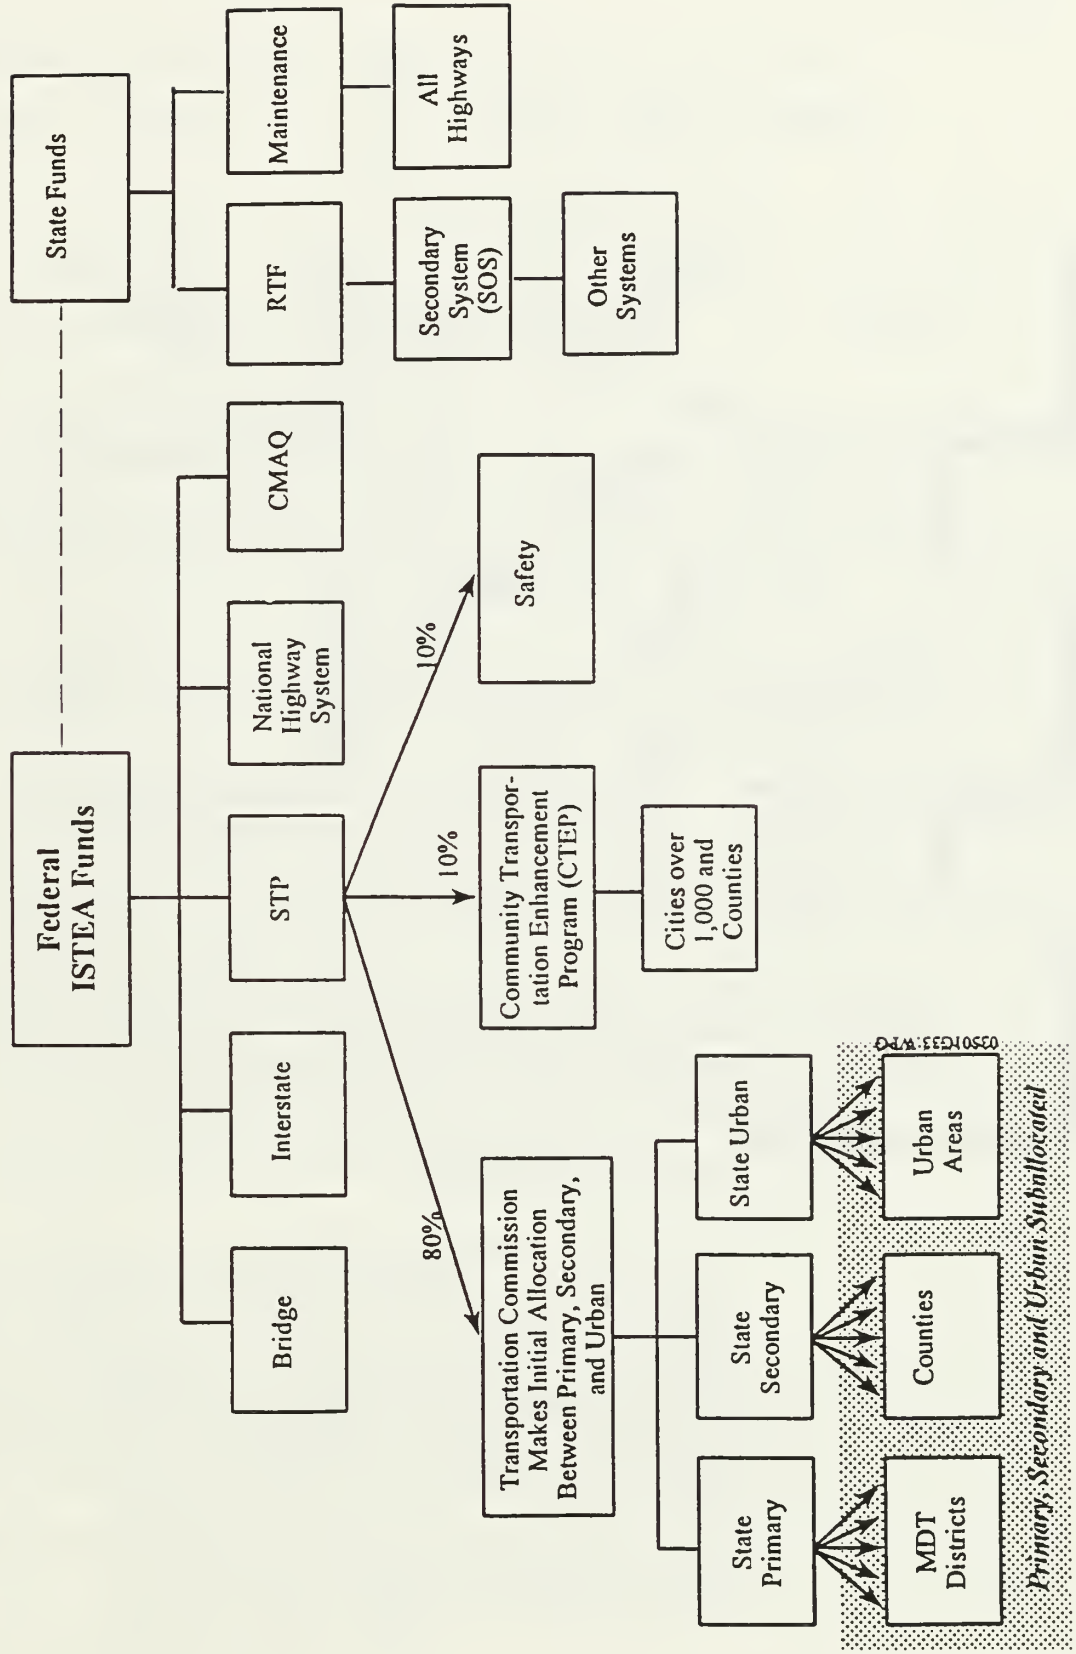 Federal
ISTEA Funds
State Funds
Bridge
Interstate
STP
National
Highway
System
CMAQ
RTF
Maintenance
80%
10%
10%
Transportation Commission
Makes Initial Allocation
Between Primary, Secondary,
and Urban
Community Transpor-
tation Enhancement
Program (CTEP)
Safety
Secondary
System
(SOS)
All
Highways
Cities over
1,000 and
Counties
Other
Systems
State
Primary
State
Secondary
State Urban
MDT
Districts
Counties
Urban
Areas
Primary, Secondary and Urban Suballocated
03S01G33.WPG